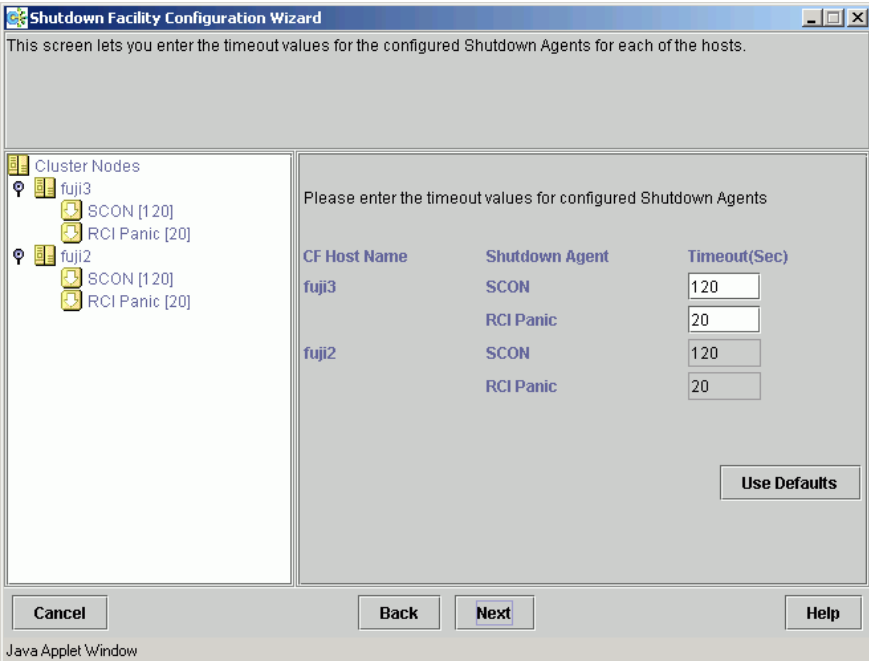 Shutdown Facility Configuration Wizard
This screen lets you enter the timeout values for the configured Shutdown Agents for each of the hosts.
Cluster Nodes
fuji3
SCON [120]
RCI Panic [20]
fuji2
SCON [120]
RCI Panic [20]
Please enter the timeout values for configured Shutdown Agents
CF Host Name Shutdown Agent Timeout(Sec)
fuji3 SCON 120
RCI Panic 20
fuji2 SCON 120
RCI Panic 20
Use Defaults
Cancel Back Next Help
Java Applet Window